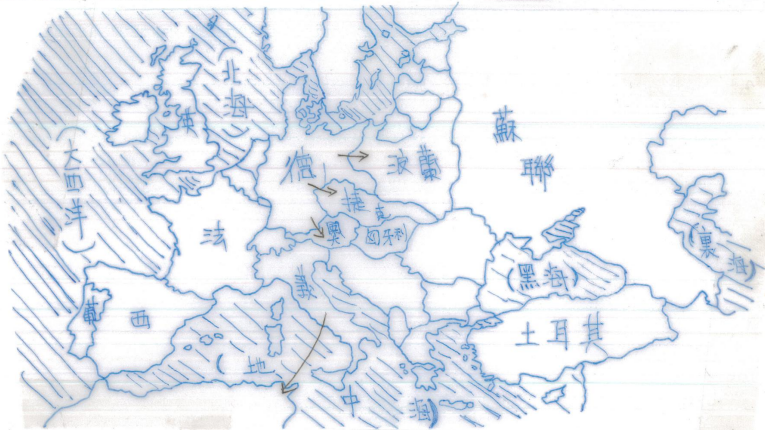 (北海)
英
(大西洋)
蘇聯
德
波蘭
捷克
奧
匈牙利
法
義
(黑海)
(裏海)
葡
西
土耳其
(地中海)